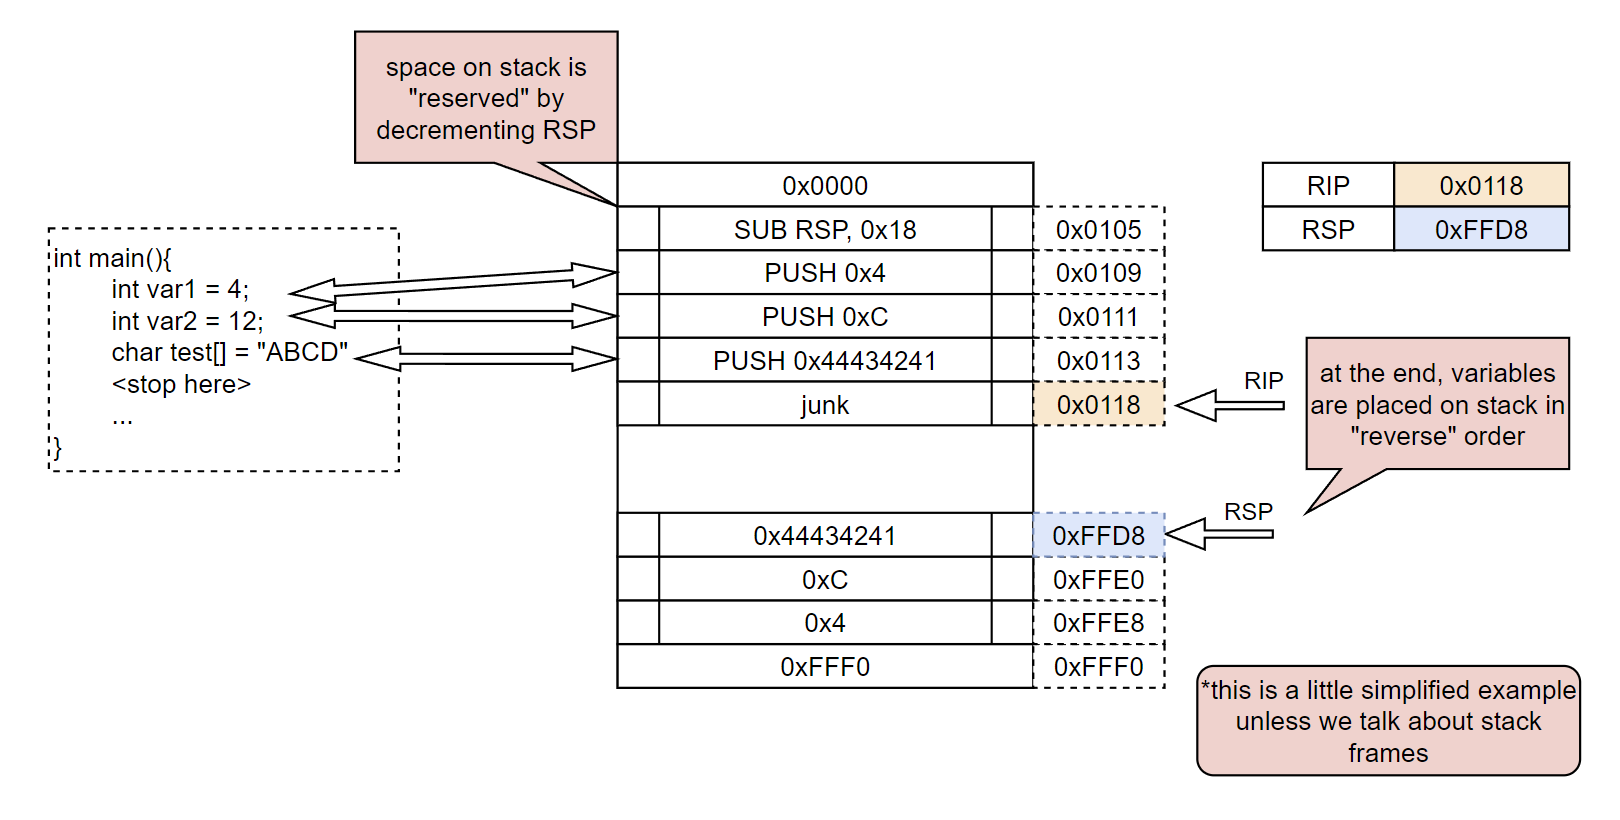 space on stack is
"reserved" by
decrementing RSP
int main(){
int var1 = 4;
int var2 = 12;
char test[] = "ABCD"
<stop here>
...
}
0x0000
SUB RSP, 0x18 0x0105
PUSH 0x4 0x0109
PUSH 0xC 0x0111
PUSH 0x44434241 0x0113
junk 0x0118
0x44434241 0xFFD8
0xC 0xFFE0
0x4 0xFFE8
0xFFF0 0xFFF0
RIP 0x0118
RSP 0xFFD8
RIP
at the end, variables
are placed on stack in
"reverse" order
RSP
*this is a little simplified example
unless we talk about stack
frames